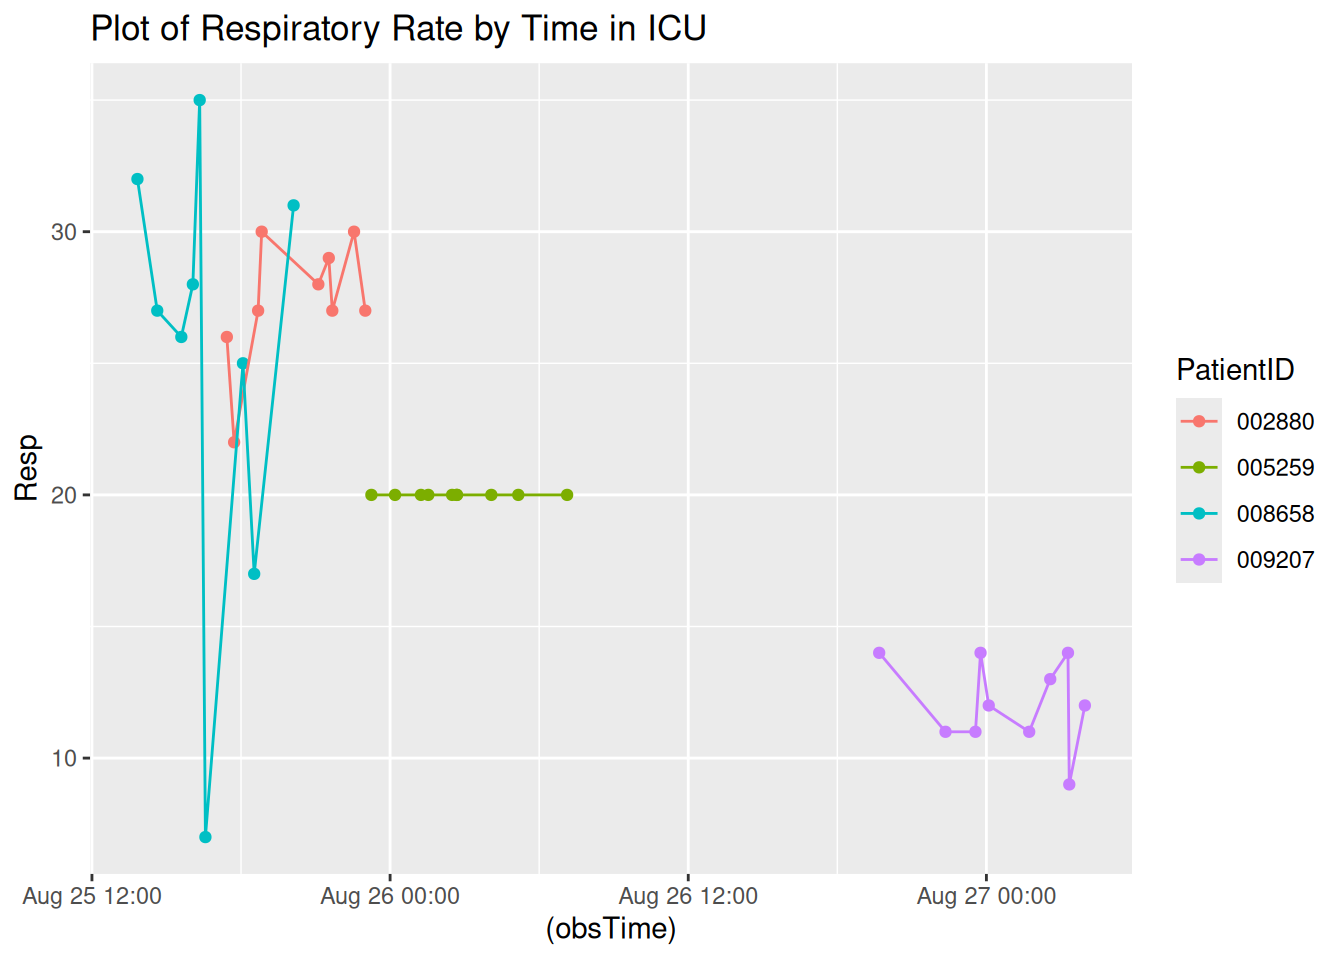 Plot of Respiratory Rate by Time in ICU
Resp
30
20
10
Aug 25 12:00
Aug 26 00:00
Aug 26 12:00
Aug 27 00:00
(obsTime)
PatientID
002880
005259
008658
009207